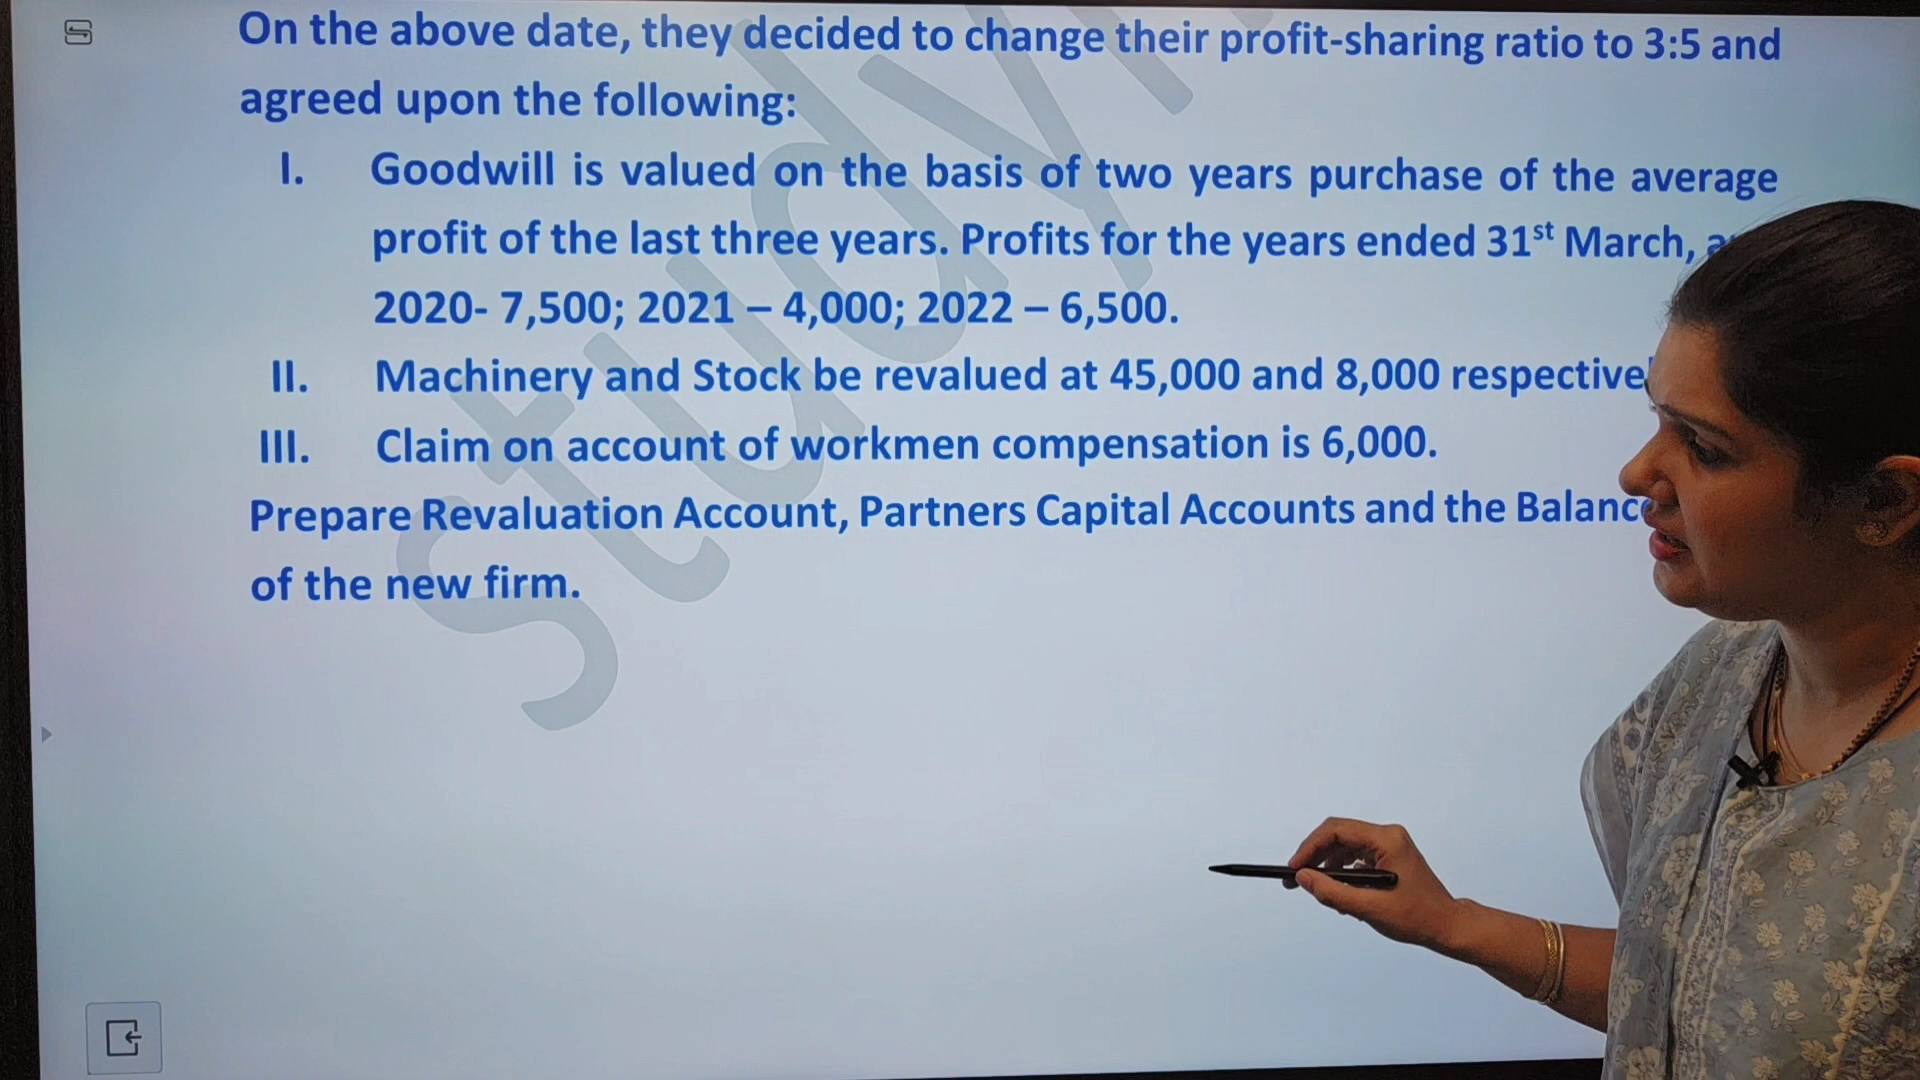 On the above date, they decided to change their profit-sharing ratio to 3:5 and
agreed upon the following:
I. Goodwill is valued on the basis of two years purchase of the average
profit of the last three years. Profits for the years ended 31st March,
2020- 7,500; 2021 – 4,000; 2022 – 6,500.
II. Machinery and Stock be revalued at 45,000 and 8,000
III. Claim on account of workmen compensation is 6,000.
Prepare Revaluation Account, Partners Capital Accounts and the
of the new firm.
study